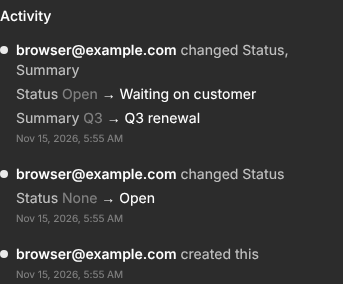 Activity
browser@example.com changed Status,
Summary
Status Open → Waiting on customer
Summary Q3 → Q3 renewal
Nov 15, 2026, 5:55 AM
browser@example.com changed Status
Status None → Open
Nov 15, 2026, 5:55 AM
browser@example.com created this
Nov 15, 2026, 5:55 AM